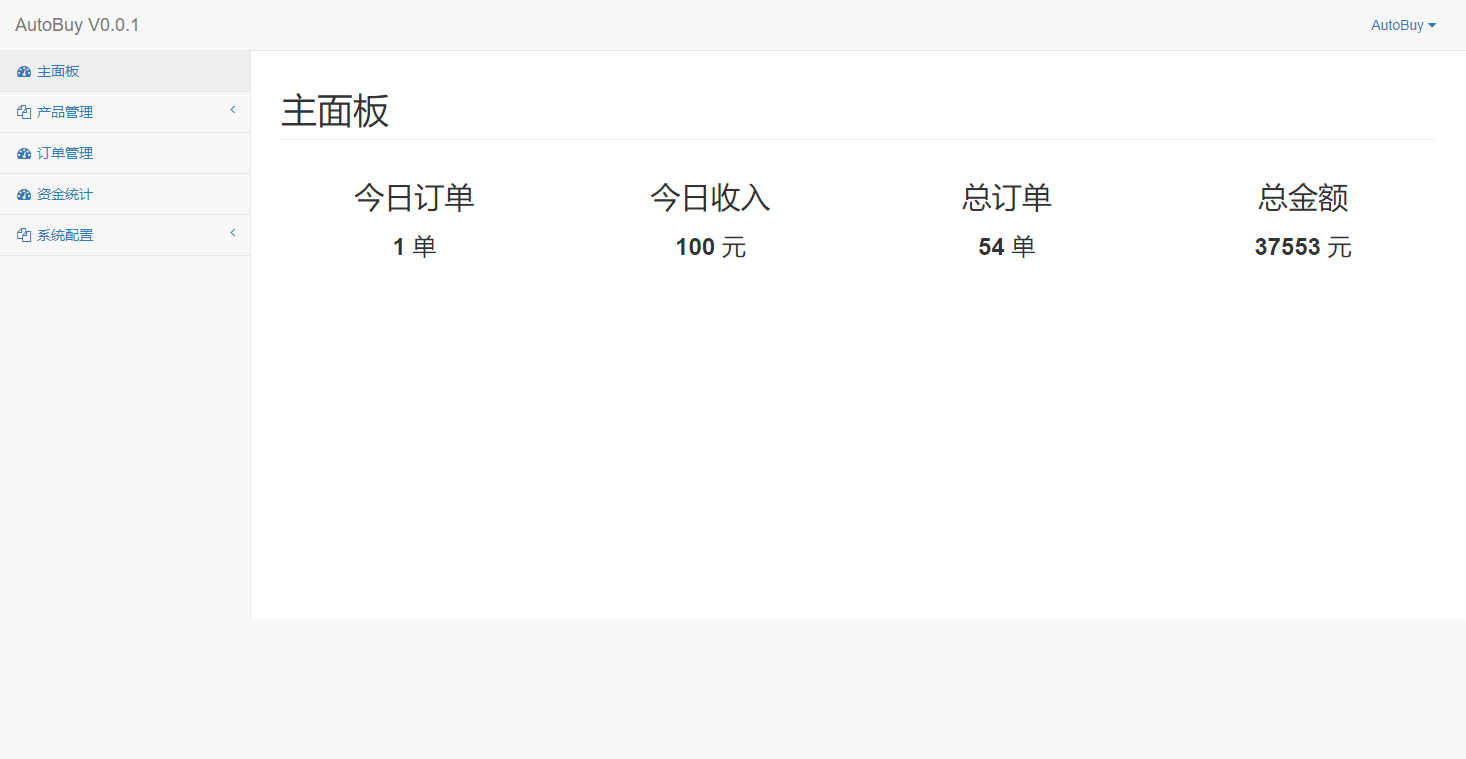 AutoBuy V0.0.1
AutoBuy
主面板
产品管理
订单管理
资金统计
系统配置
主面板
今日订单
1 单
今日收入
100 元
总订单
54 单
总金额
37553 元